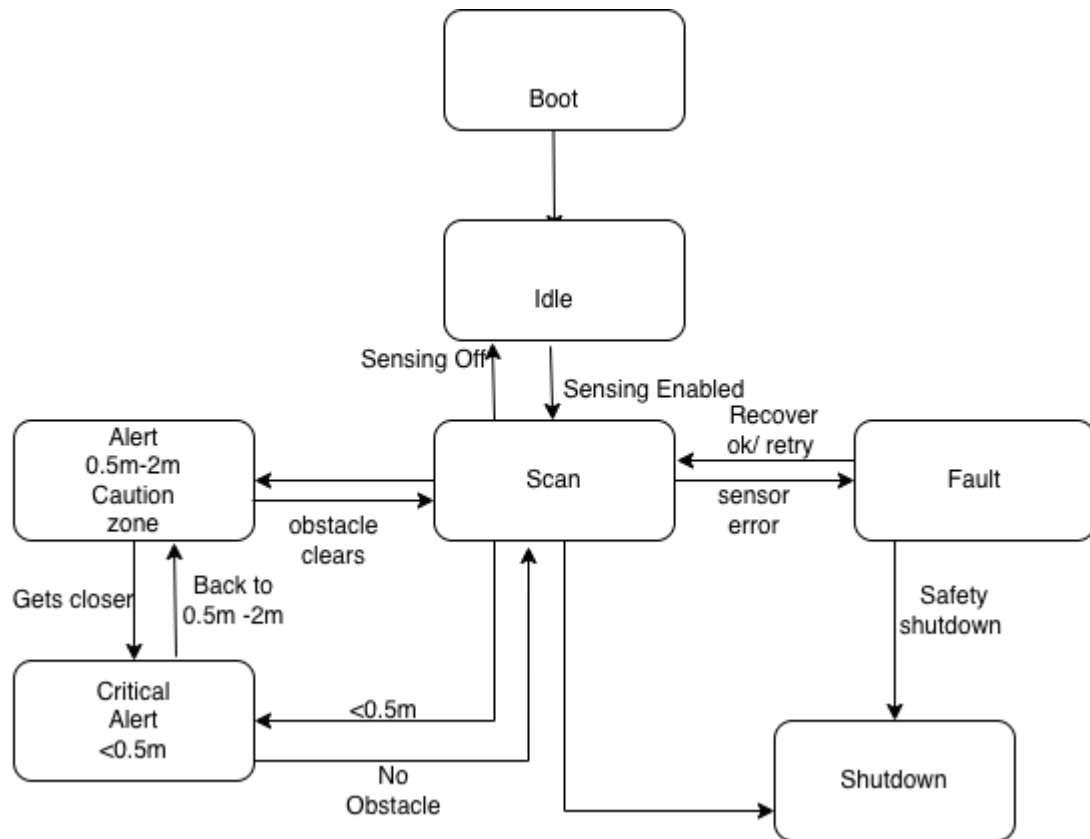 Boot
Idle
Sensing Off
Sensing Enabled
Alert
0.5m-2m
Caution
zone
Scan
Recover
ok/ retry
Fault
sensor
error
obstacle
clears
Gets closer
Back to
0.5m -2m
Safety
shutdown
Critical
Alert
<0.5m
<0.5m
No
Obstacle
Shutdown